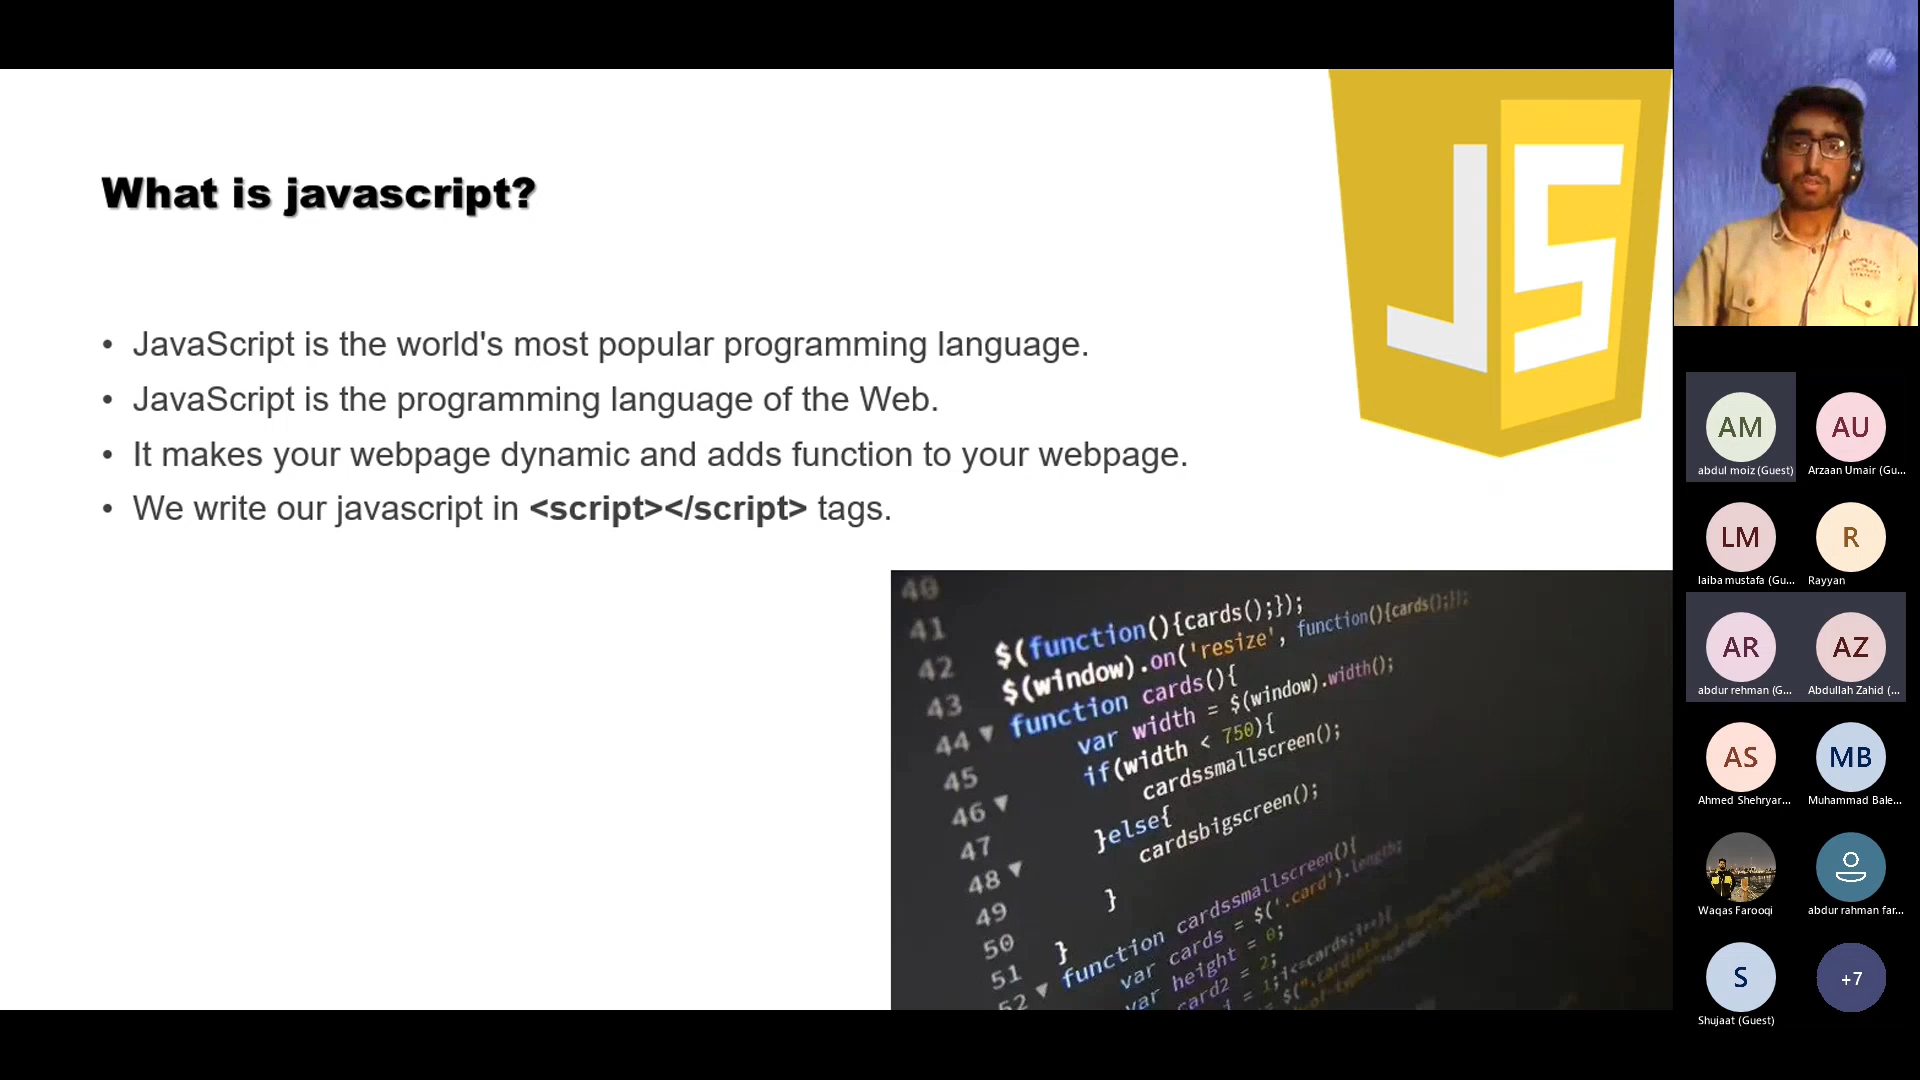 What is javascript?
JS
• JavaScript is the world's most popular programming language.
• JavaScript is the programming language of the Web.
• It makes your webpage dynamic and adds function to your webpage.
• We write our javascript in <script></script> tags.
40
41
42 $(function(){cards();});
43 $(window).on('resize', function(){cards();});
44 function cards(){
45 var width = $(window).width();
46 if(width < 750){
47 cardssmallscreen();
48 }else{
49 cardsbigscreen();
50 }
51 }
52 function cardssmallscreen(){
var cards = $('.card').length;
var height = 0;
card2 = 2;
AM
abdul moiz (Guest)
AU
Arzaan Umair (Gu...
LM
laiba mustafa (Gu...
R
Rayyan
AR
abdur rehman (G...
AZ
Abdullah Zahid (...
AS
Ahmed Shehryar...
MB
Muhammad Bale...
Waqas Farooqi
abdur rahman far...
S
Shujaat (Guest)
+7